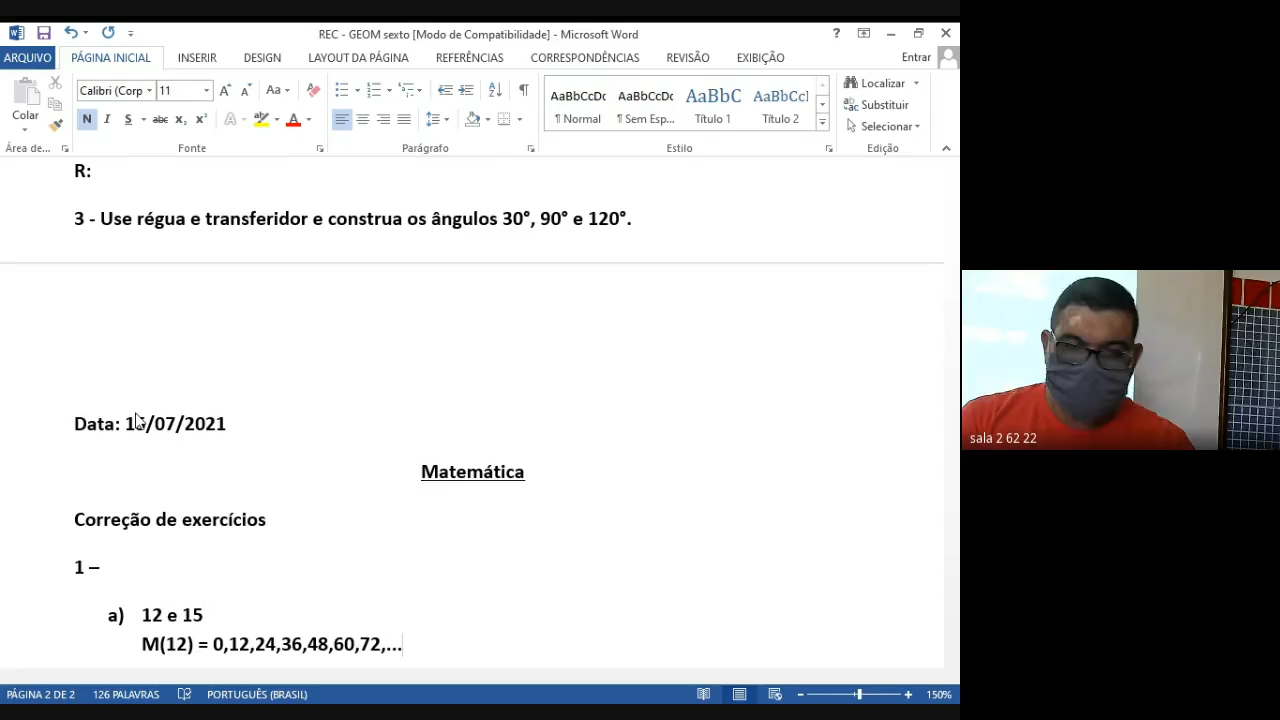 REC - GEOM sexto [Modo de Compatibilidade] - Microsoft Word
?
ARQUIVO PÁGINA INICIAL INSERIR DESIGN LAYOUT DA PÁGINA REFERÊNCIAS CORRESPONDÊNCIAS REVISÃO EXIBIÇÃO Entrar
Calibri (Corp 11 Aa
Colar
N I S abc x₂ x² A A
AaBbCcDc AaBbCcDc AaBbC AaBbCcl
¶ Normal ¶ Sem Esp... Título 1 Título 2
Localizar
Substituir
Selecionar
Área de... Fonte Parágrafo Estilo Edição
R:
3 - Use régua e transferidor e construa os ângulos 30°, 90° e 120°.
Data: /07/2021
Matemática
Correção de exercícios
1 –
a) 12 e 15
M(12) = 0,12,24,36,48,60,72,...
sala 2 62 22
PÁGINA 2 DE 2 126 PALAVRAS PORTUGUÊS (BRASIL) 150%